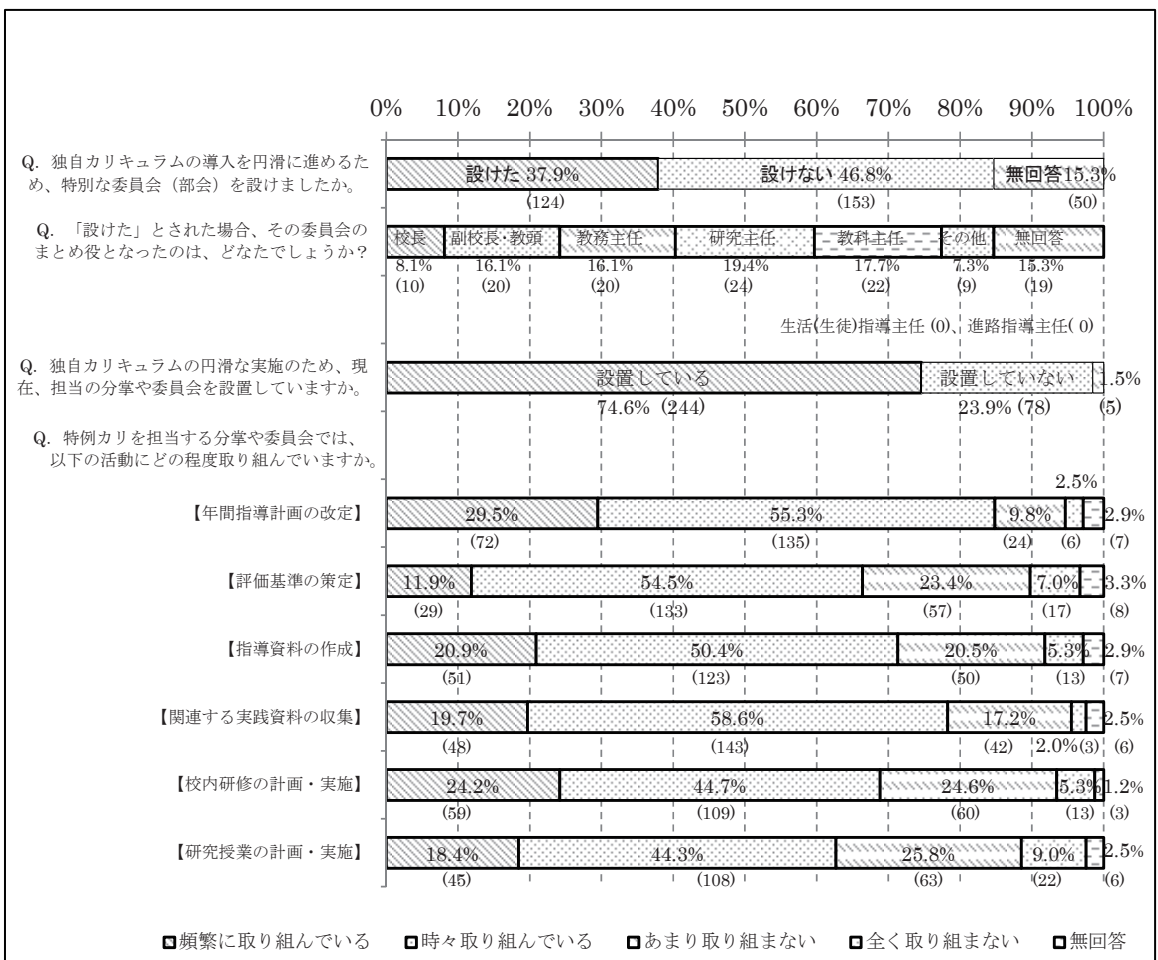 0% 10% 20% 30% 40% 50% 60% 70% 80% 90% 100%
Q. 独自カリキュラムの導入を円滑に進めるた
め、特別な委員会（部会）を設けましたか。
設けた 37.9% 設けない 46.8% 無回答15.3%
(124) (153) (50)
Q. 「設けた」とされた場合、その委員会の
まとめ役となったのは、どなたでしょうか？
校長 副校長・教頭 教務主任 研究主任 教科主任 その他 無回答
8.1% 16.1% 16.1% 19.4% 17.7% 7.3% 15.3%
(10) (20) (20) (24) (22) (9) (19)
生活(生徒)指導主任 (0)、進路指導主任( 0)
Q. 独自カリキュラムの円滑な実施のため、現
在、担当の分掌や委員会を設置していますか。
設置している 設置していない 1.5%
74.6% (244) 23.9% (78) (5)
Q. 特例カリを担当する分掌や委員会では、
以下の活動にどの程度取り組んでいますか。
2.5%
【年間指導計画の改定】 29.5% 55.3% 9.8% 2.9%
(72) (135) (24) (6) (7)
【評価基準の策定】 11.9% 54.5% 23.4% 7.0% 3.3%
(29) (133) (57) (17) (8)
【指導資料の作成】 20.9% 50.4% 20.5% 5.3% 2.9%
(51) (123) (50) (13) (7)
【関連する実践資料の収集】 19.7% 58.6% 17.2% 2.5%
(48) (143) (42) 2.0% (3) (6)
【校内研修の計画・実施】 24.2% 44.7% 24.6% 5.3% 1.2%
(59) (109) (60) (13) (3)
【研究授業の計画・実施】 18.4% 44.3% 25.8% 9.0% 2.5%
(45) (108) (63) (22) (6)
頻繁に取り組んでいる 時々取り組んでいる あまり取り組まない 全く取り組まない 無回答